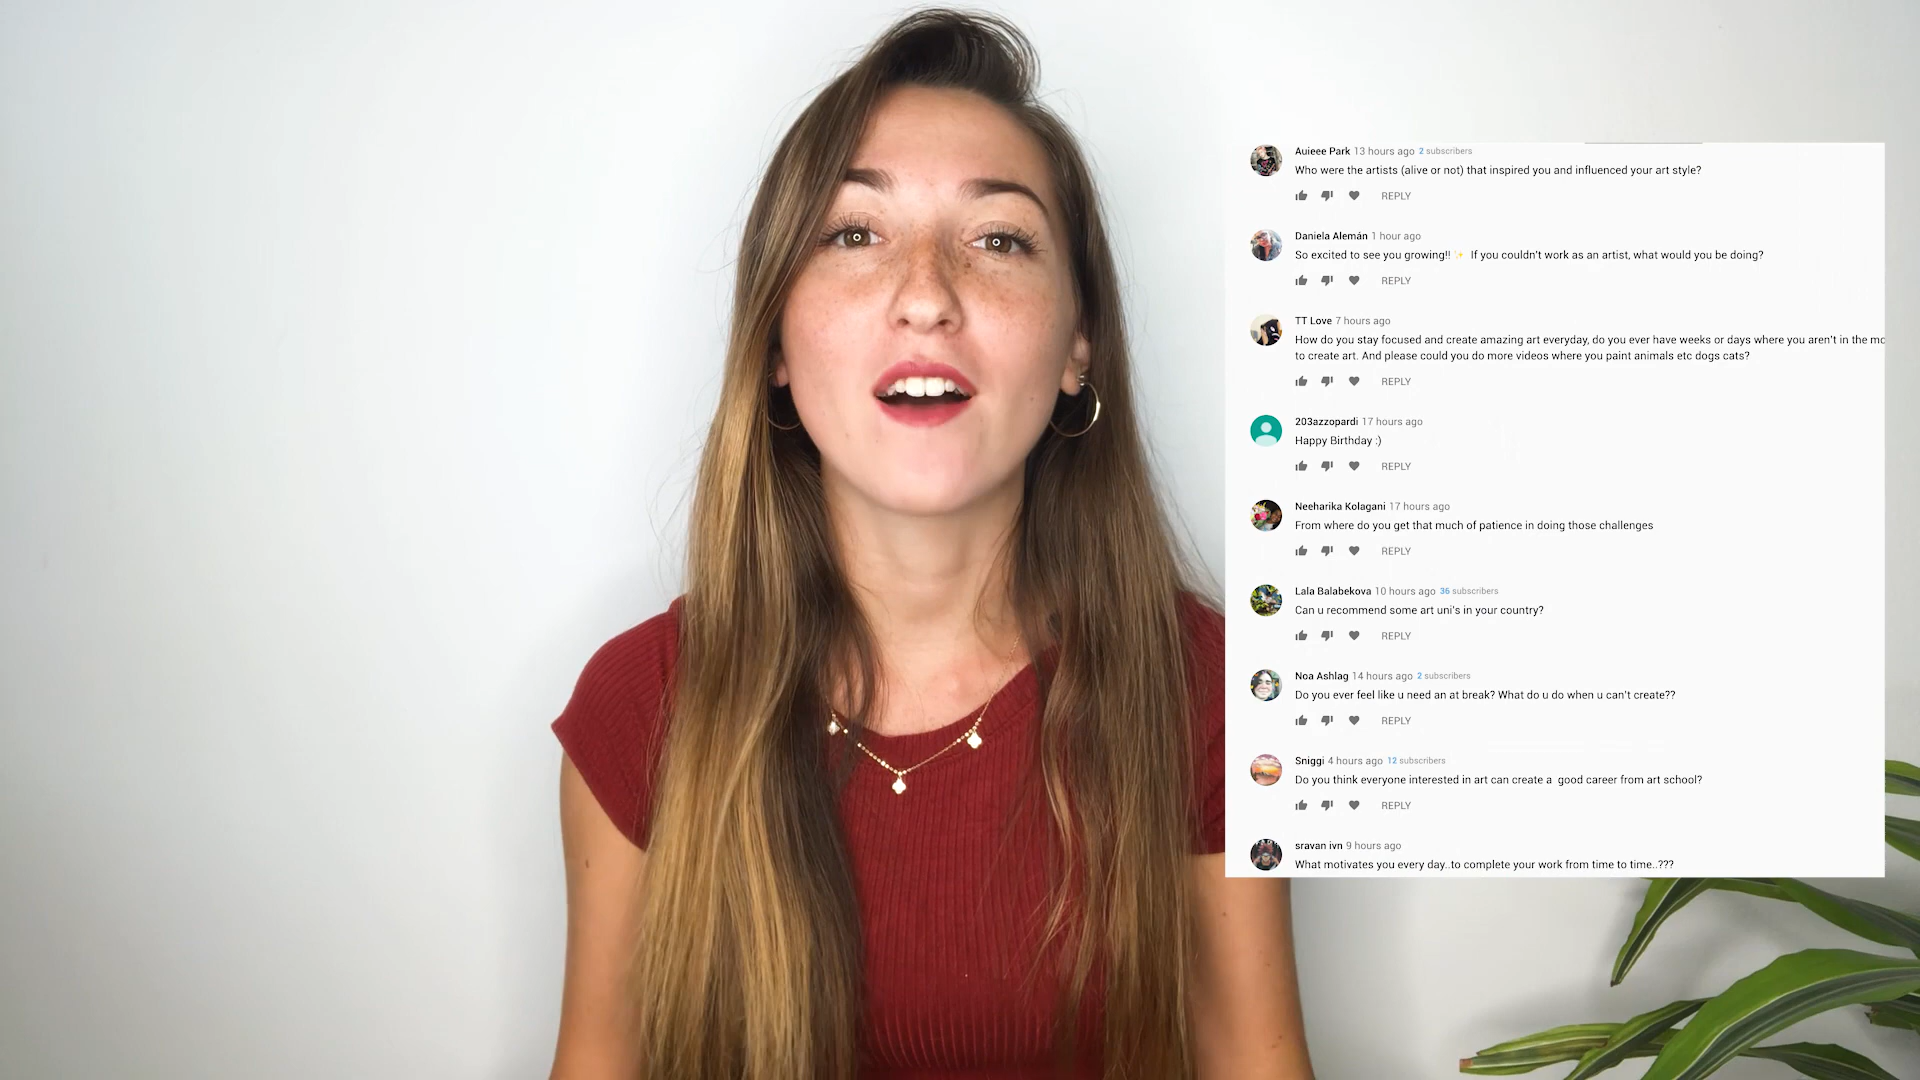 Auieee Park 13 hours ago 2 subscribers
Who were the artists (alive or not) that inspired you and influenced your art style?
REPLY
Daniela Alemán 1 hour ago
So excited to see you growing!! ✨ If you couldn't work as an artist, what would you be doing?
REPLY
TT Love 7 hours ago
How do you stay focused and create amazing art everyday, do you ever have weeks or days where you aren't in the mo
to create art. And please could you do more videos where you paint animals etc dogs cats?
REPLY
203azzopardi 17 hours ago
Happy Birthday :)
REPLY
Neeharika Kolagani 17 hours ago
From where do you get that much of patience in doing those challenges
REPLY
Lala Balabekova 10 hours ago 36 subscribers
Can u recommend some art uni's in your country?
REPLY
Noa Ashlag 14 hours ago 2 subscribers
Do you ever feel like u need an at break? What do u do when u can't create??
REPLY
Sniggi 4 hours ago 12 subscribers
Do you think everyone interested in art can create a good career from art school?
REPLY
sravan ivn 9 hours ago
What motivates you every day..to complete your work from time to time..???